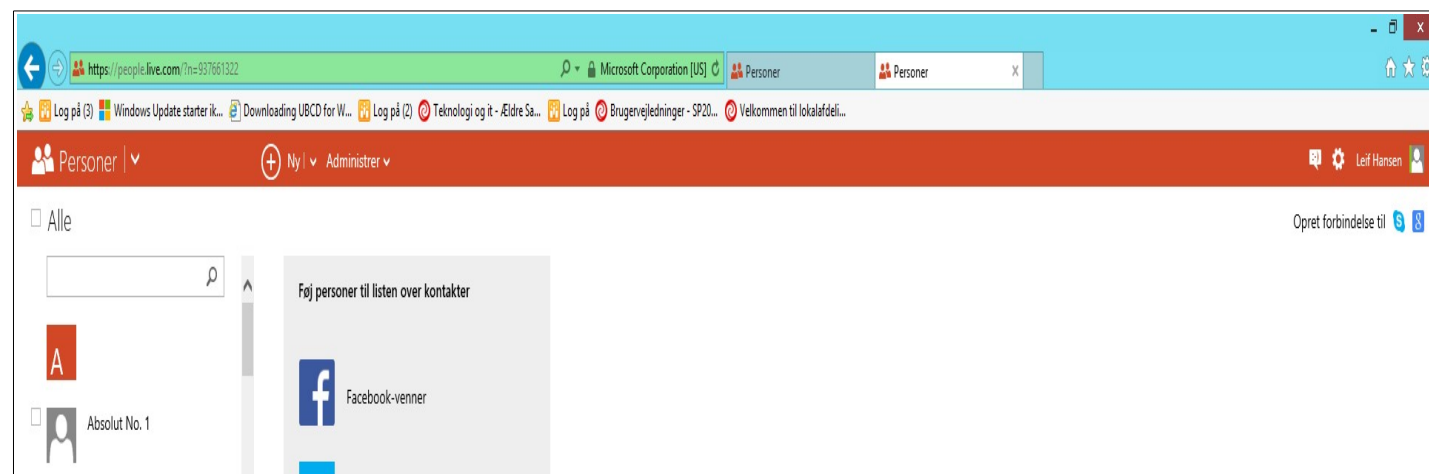 https://people.live.com/?n=937661322
Microsoft Corporation [US]
Personer
Personer
Log på (3)
Windows Update starter ik...
Downloading UBCD for W...
Log på (2)
Teknologi og it - Ældre Sa...
Log på
Brugervejledninger - SP20...
Velkommen til lokalafdeli...
Personer
Ny
Administrer
Leif Hansen
Alle
Opret forbindelse til
Føj personer til listen over kontakter
A
Facebook-venner
Absolut No. 1